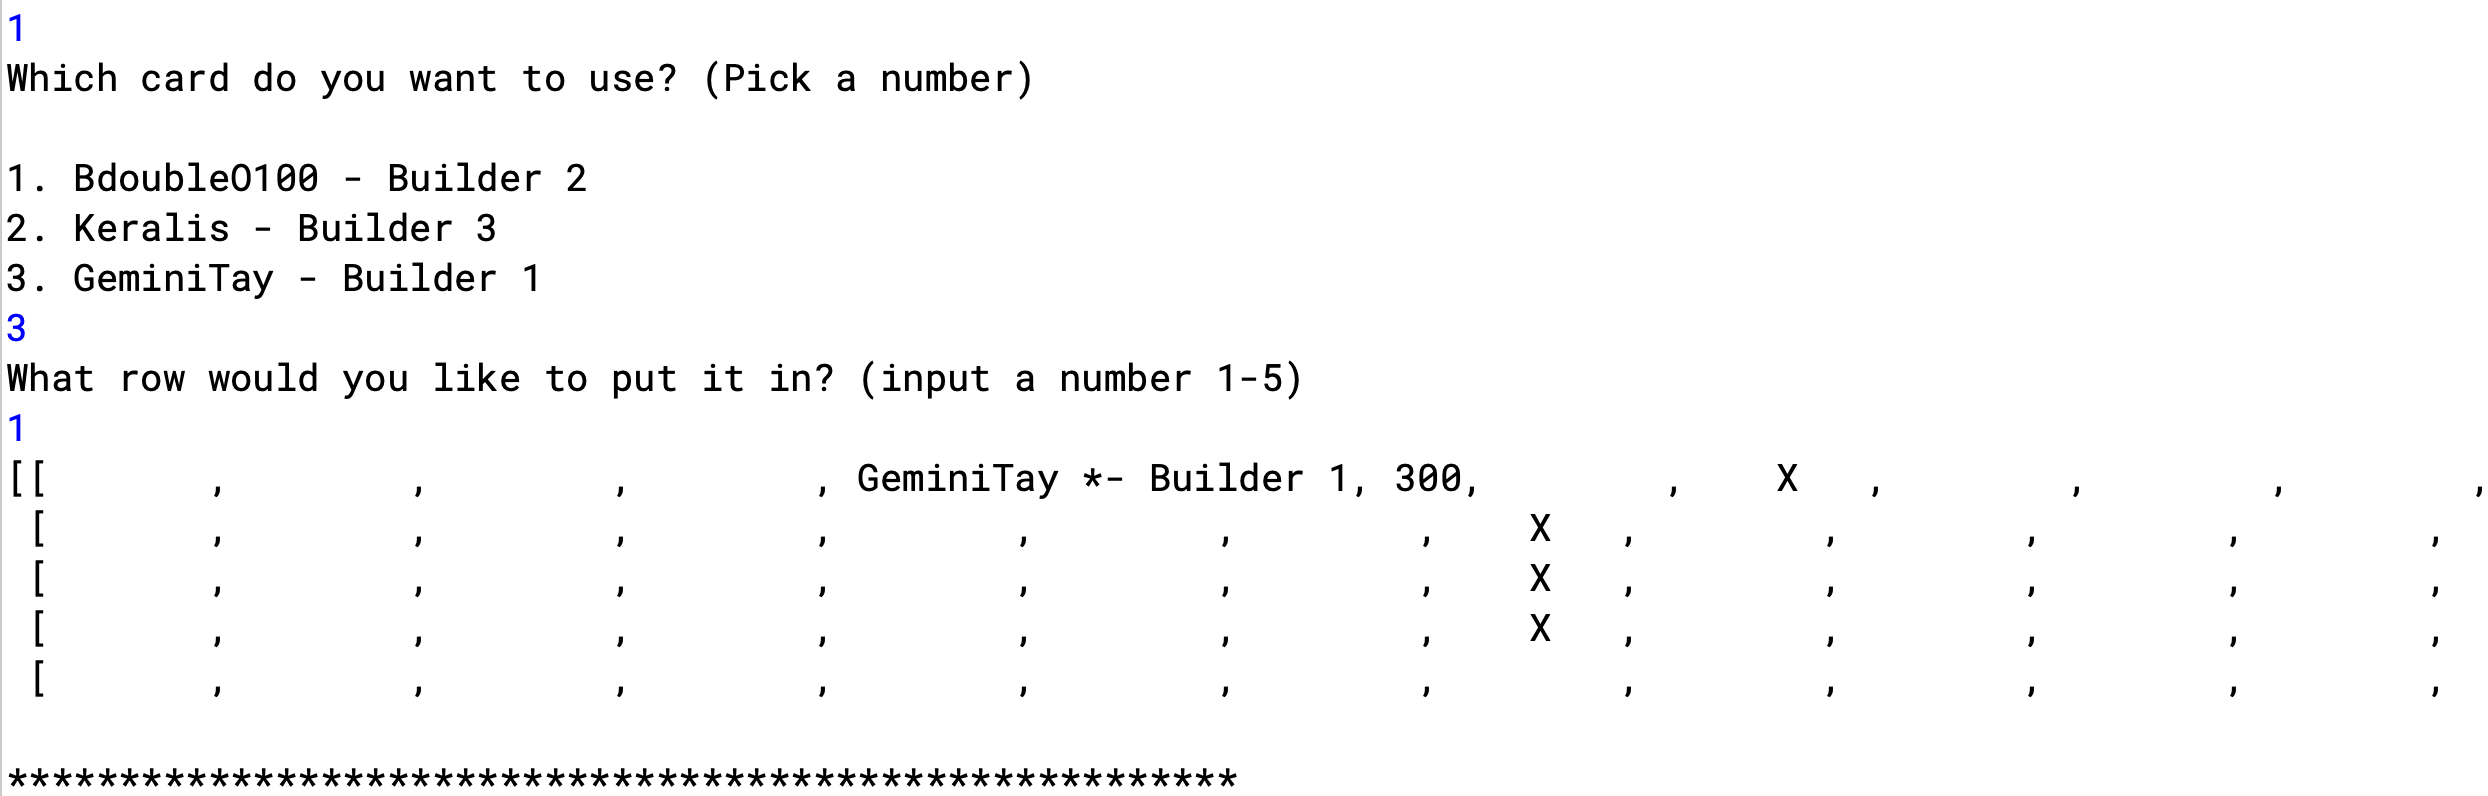 1
Which card do you want to use? (Pick a number)
1. BdoubleO100 - Builder 2
2. Keralis - Builder 3
3. GeminiTay - Builder 1
3
What row would you like to put it in? (input a number 1-5)
1
[[       ,        ,        ,        , GeminiTay *- Builder 1, 300,        ,    X   ,        ,        ,        ,
 [       ,        ,        ,        ,        ,        ,        ,    X   ,        ,        ,        ,        ,
 [       ,        ,        ,        ,        ,        ,        ,    X   ,        ,        ,        ,        ,
 [       ,        ,        ,        ,        ,        ,        ,    X   ,        ,        ,        ,        ,
 [       ,        ,        ,        ,        ,        ,        ,        ,        ,        ,        ,        ,
*******************************************************